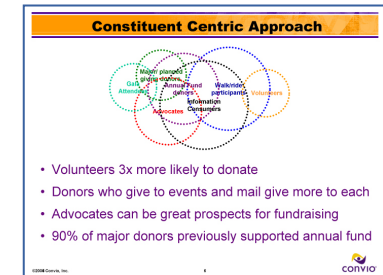 Constituent Centric Approach
Major/ planned
giving donors
Gala
Attendees
Annual Fund
donors
Walk/ride
participants
Volunteers
Information
Consumers
Advocates
• Volunteers 3x more likely to donate
• Donors who give to events and mail give more to each
• Advocates can be great prospects for fundraising
• 90% of major donors previously supported annual fund
©2008 Convio, Inc.
convio